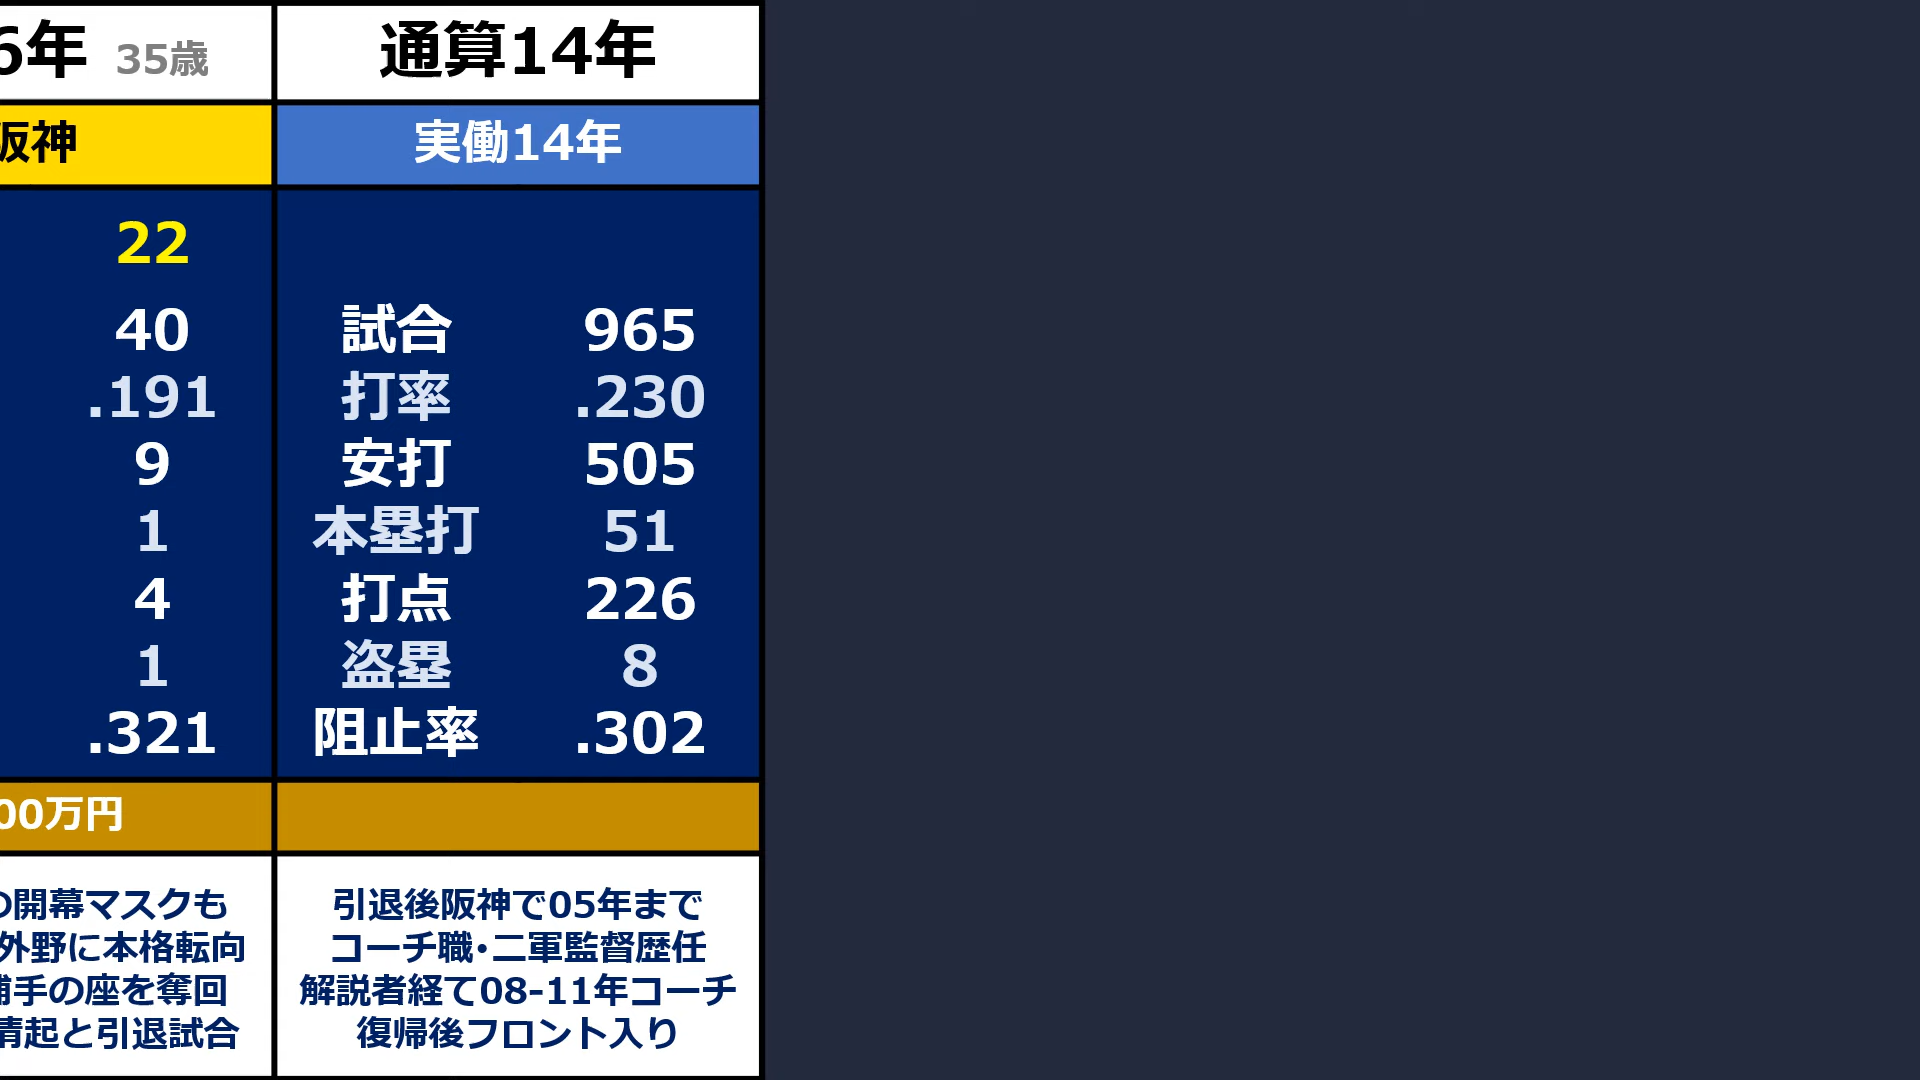 6年 35歳
阪神
22
40
.191
9
1
4
1
.321
00万円
の開幕マスクも
外野に本格転向
捕手の座を奪回
清起と引退試合
通算14年
実働14年
試合 965
打率 .230
安打 505
本塁打 51
打点 226
盗塁 8
阻止率 .302
引退後阪神で05年まで
コーチ職･二軍監督歴任
解説者経て08-11年コーチ
復帰後フロント入り